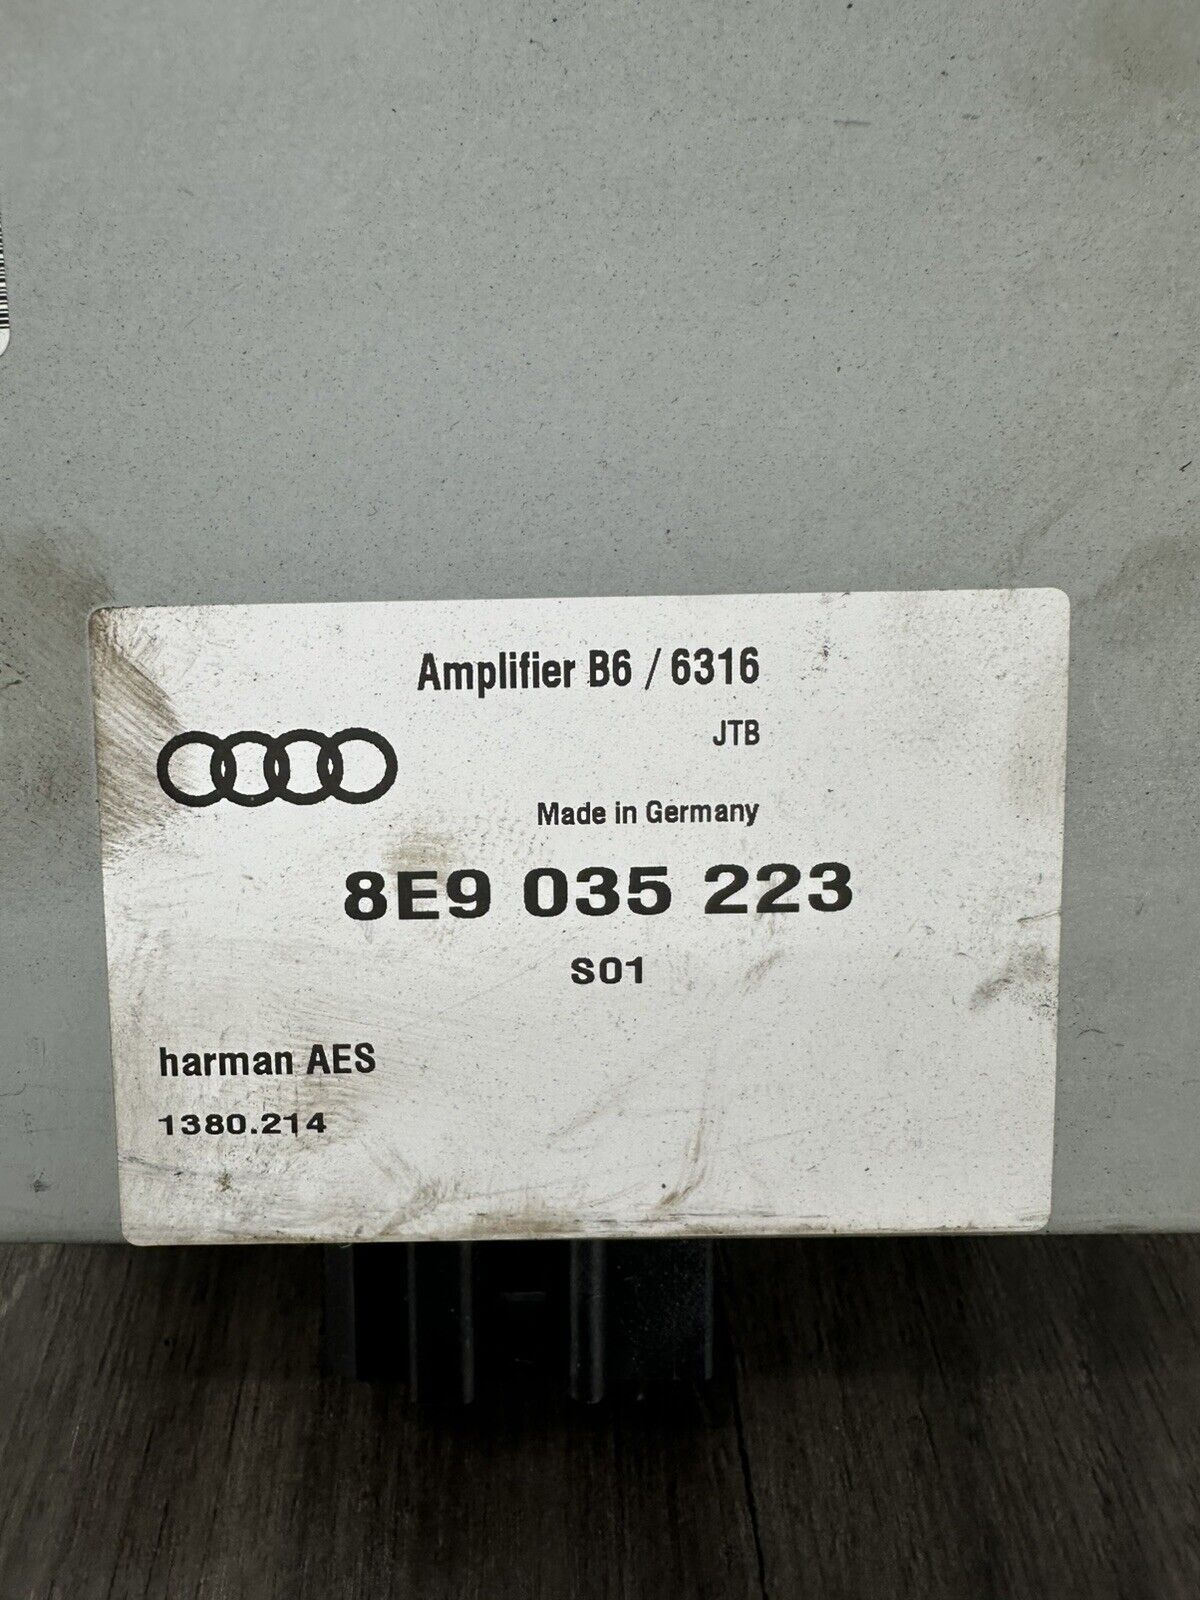 Amplifier B6 / 6316
JTB
Made in Germany
8E9 035 223
S01
harman AES
1380.214